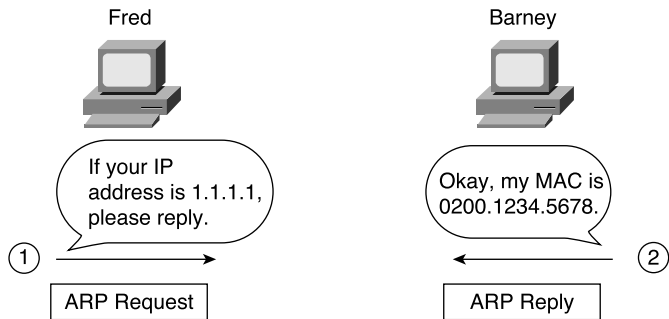 Fred
Barney
If your IP
address is 1.1.1.1,
please reply.
Okay, my MAC is
0200.1234.5678.
1
2
ARP Request
ARP Reply